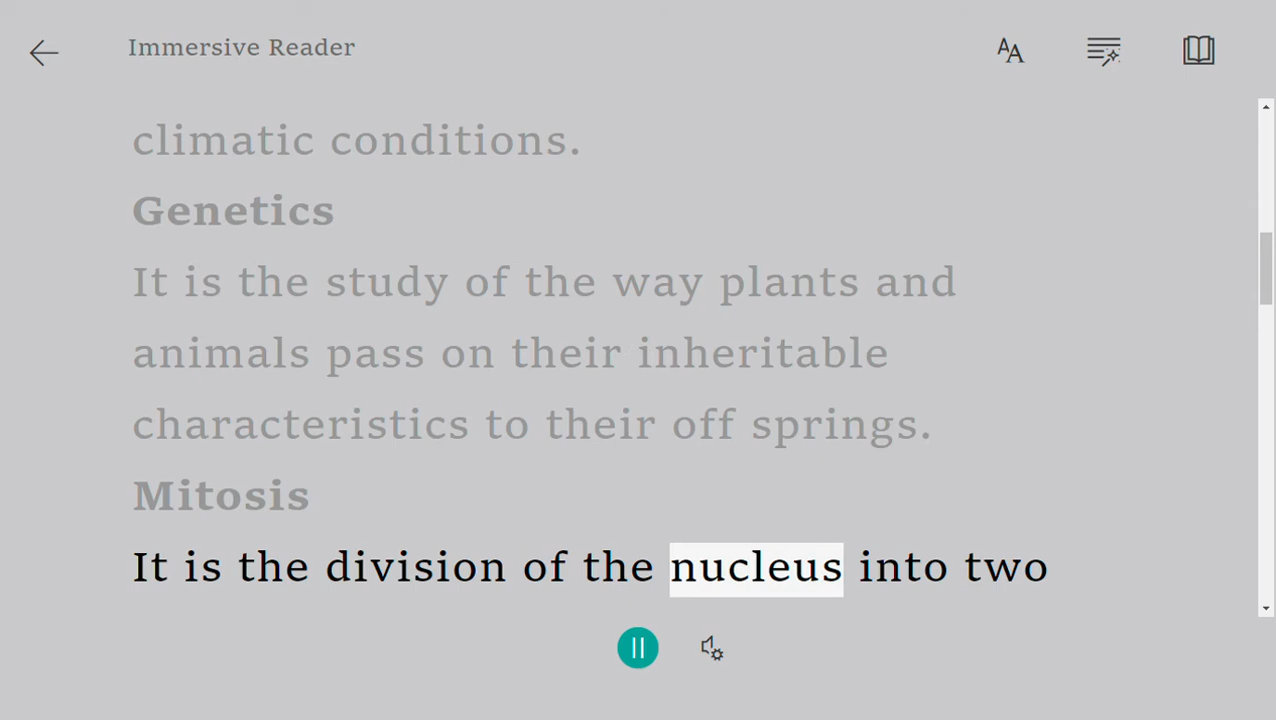 Immersive Reader
climatic conditions.
Genetics
It is the study of the way plants and
animals pass on their inheritable
characteristics to their off springs.
Mitosis
It is the division of the nucleus into two